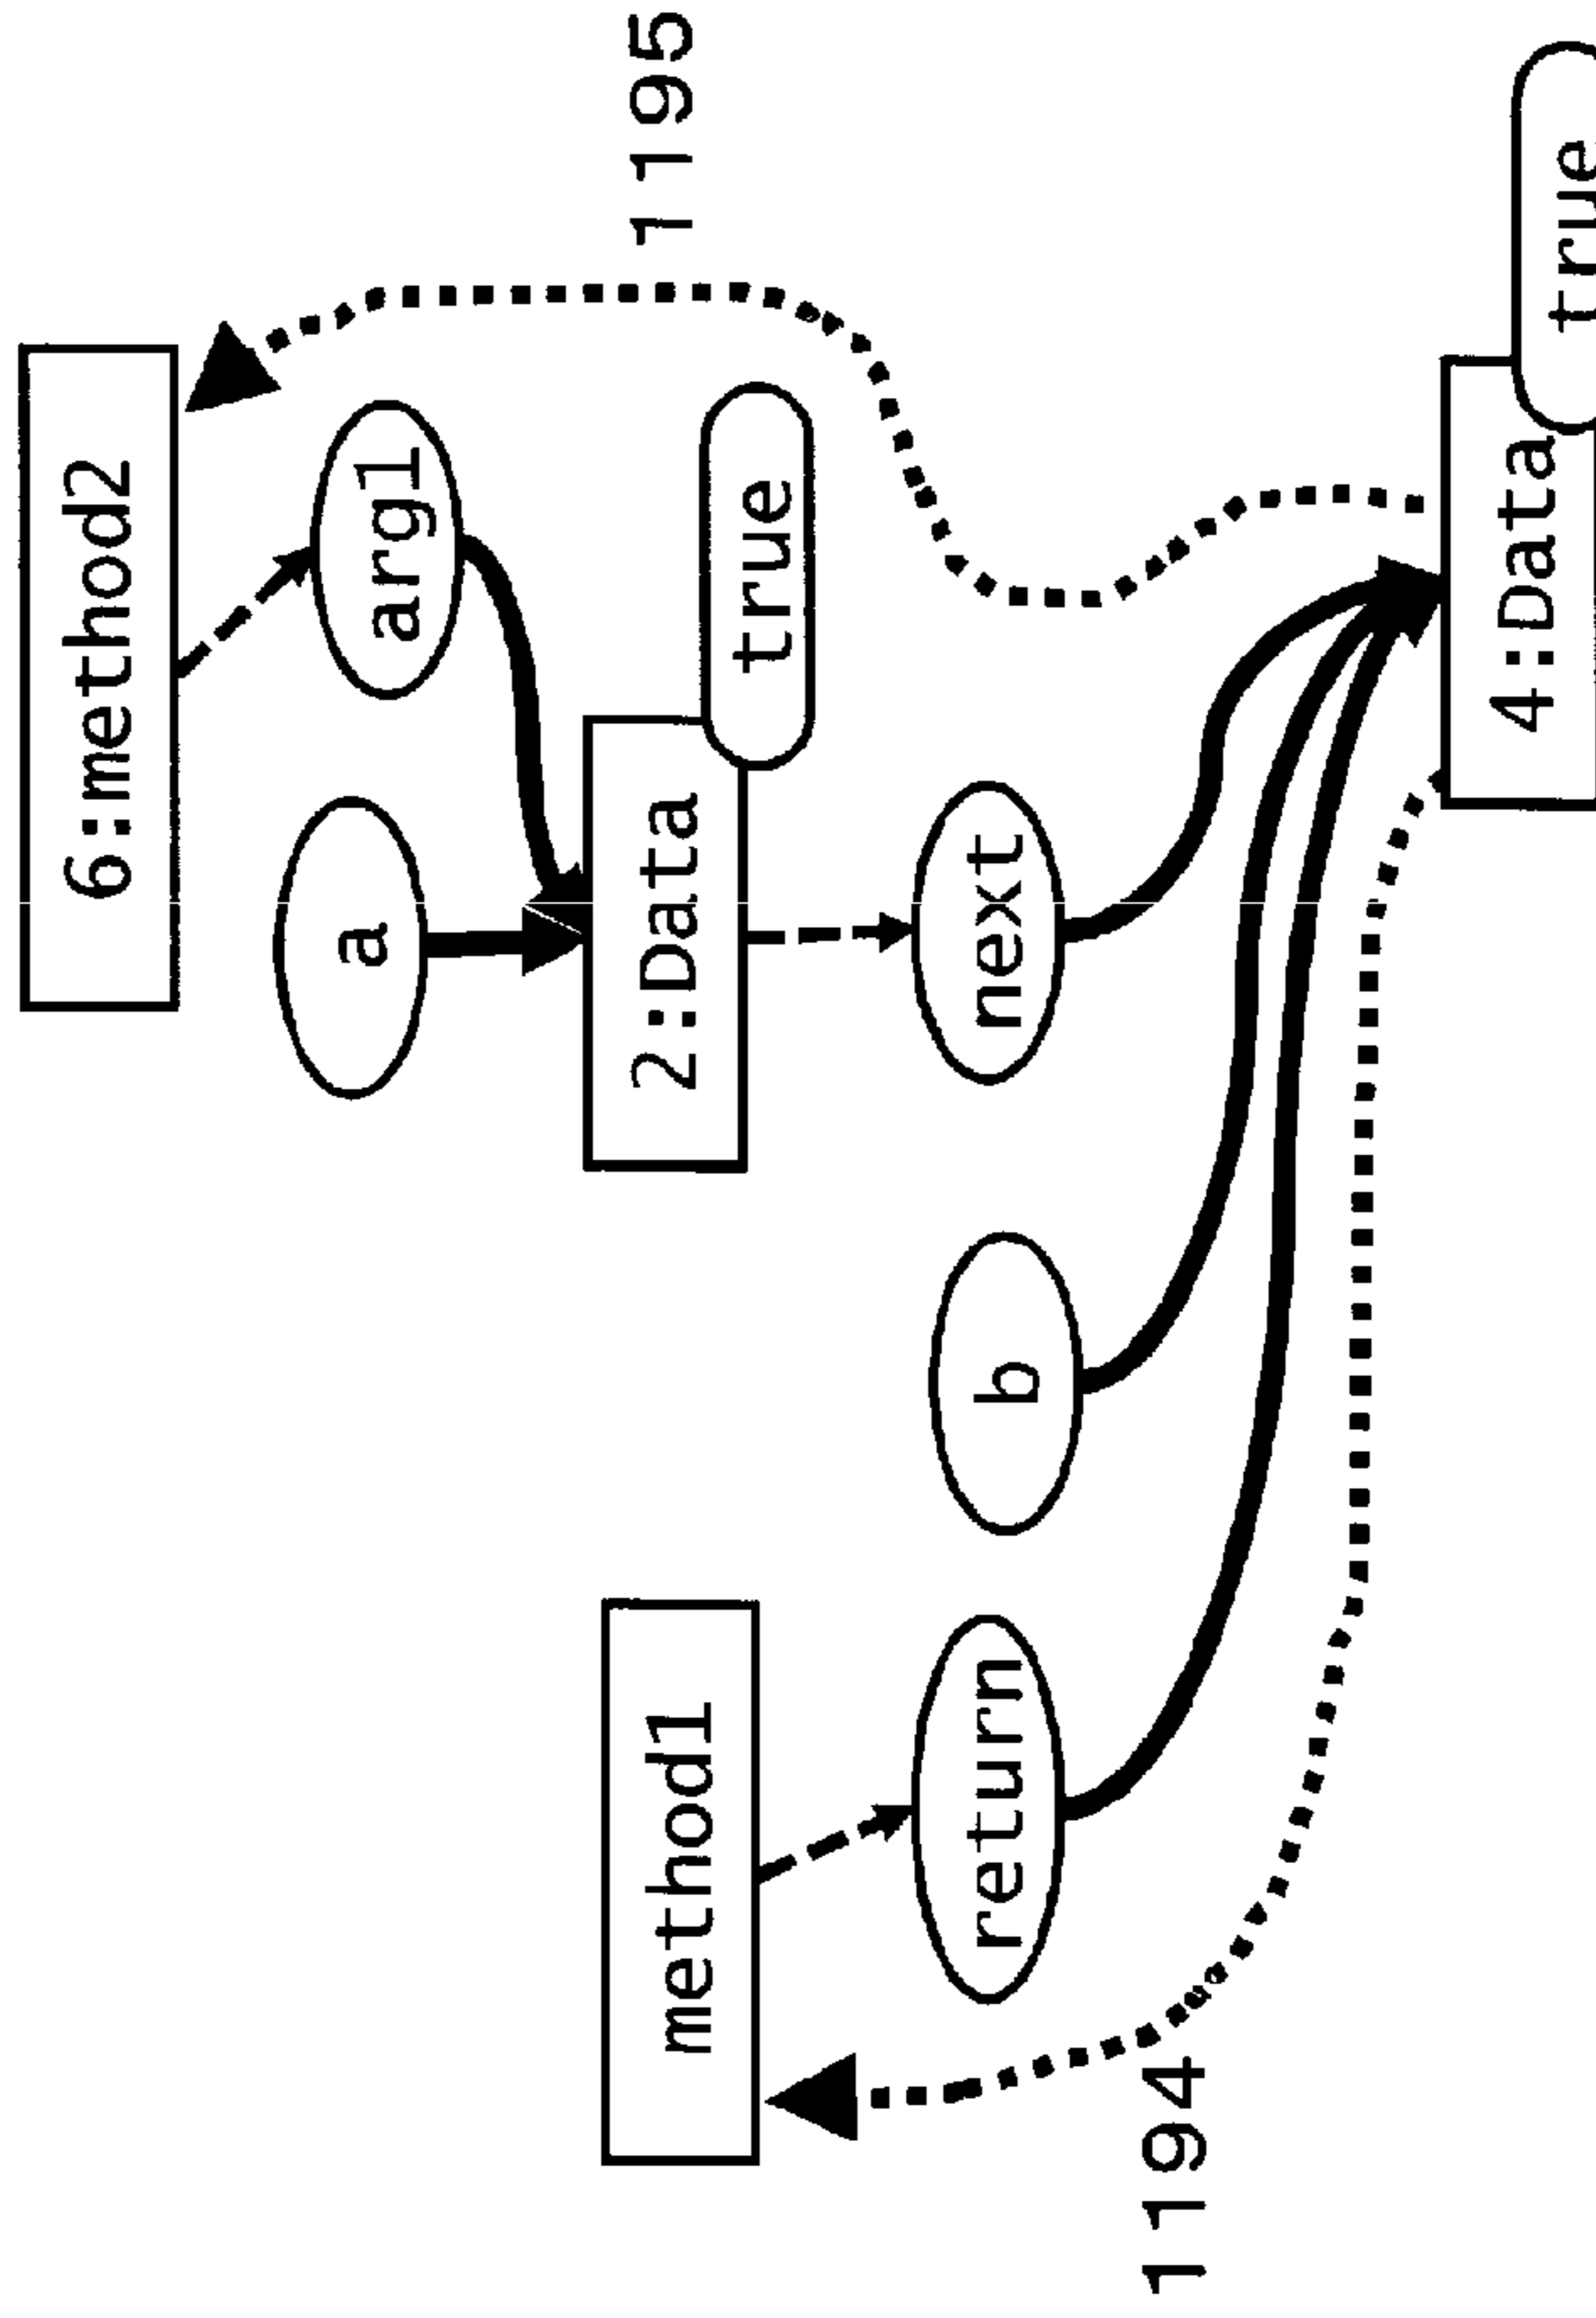 6:method2
1195
a
arg1
2:Data
true
method1
return
b
next
1194
4:Data
true